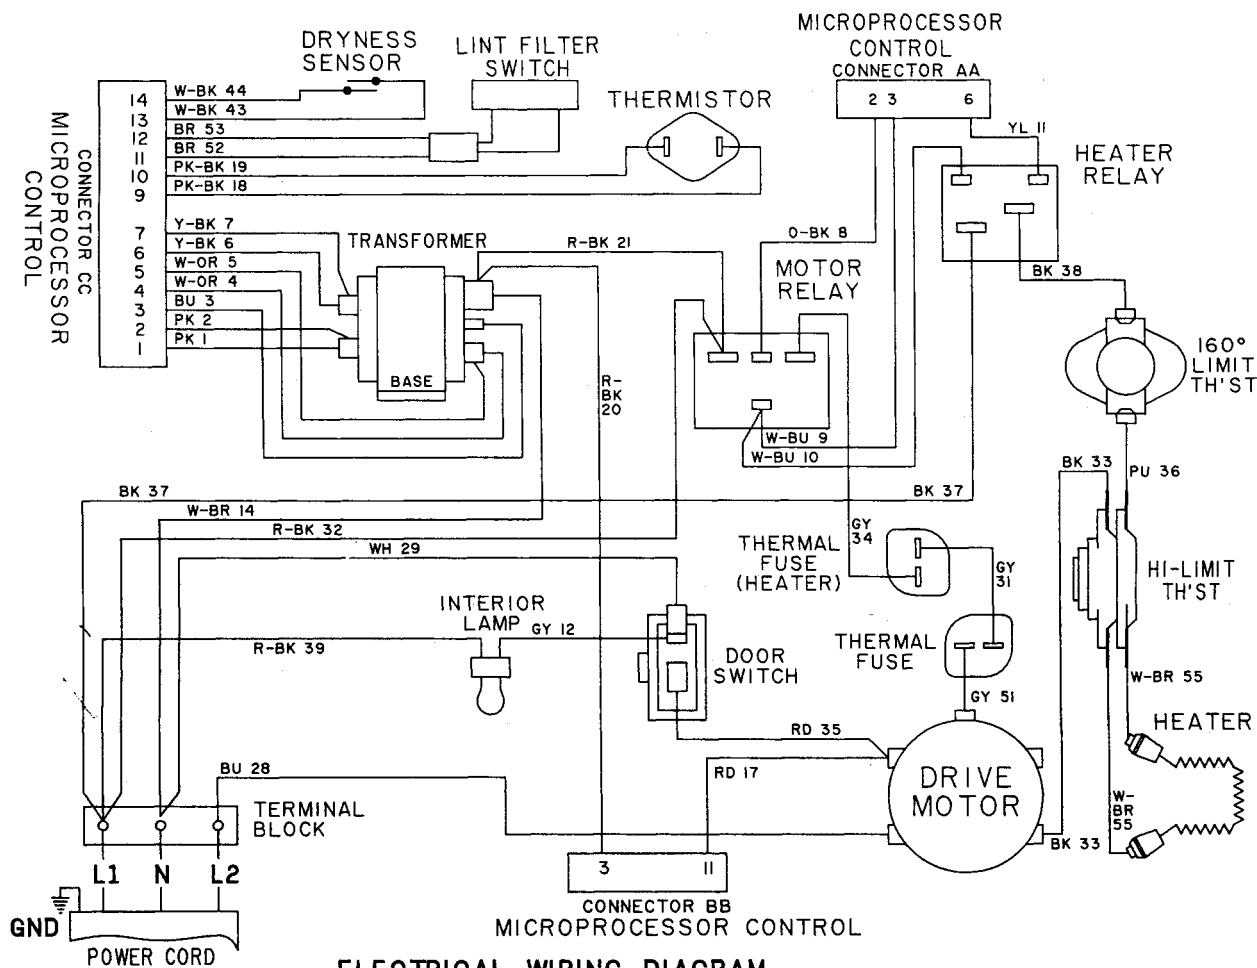 MICROPROCESSOR
CONTROL
CONNECTOR AA
2 3 6
DRYNESS
SENSOR
LINT FILTER
SWITCH
THERMISTOR
YL 11
HEATER
RELAY
MICROPROCESSOR
CONTROL
CONNECTOR CC
14 W-BK 44
13 W-BK 43
12 BR 53
11 BR 52
10 PK-BK 19
9 PK-BK 18
7 Y-BK 7
6 Y-BK 6
5 W-OR 5
4 W-OR 4
3 BU 3
2 PK 2
1 PK 1
TRANSFORMER
BASE
R-BK 21
O-BK 8
MOTOR
RELAY
BK 38
160°
LIMIT
TH'ST
R-
BK
20
W-BU 9
W-BU 10
BK 33
PU 36
BK 37
BK 37
W-BR 14
R-BK 32
WH 29
GY
34
THERMAL
FUSE
(HEATER)
GY
31
HI-LIMIT
TH'ST
INTERIOR
LAMP
GY 12
R-BK 39
DOOR
SWITCH
THERMAL
FUSE
GY 51
W-BR 55
HEATER
RD 35
RD 17
BU 28
DRIVE
MOTOR
W-
BR
55
BK 33
TERMINAL
BLOCK
L1 N L2
GND
POWER CORD
3 11
CONNECTOR BB
MICROPROCESSOR CONTROL
ELECTRICAL WIRING DIAGRAM